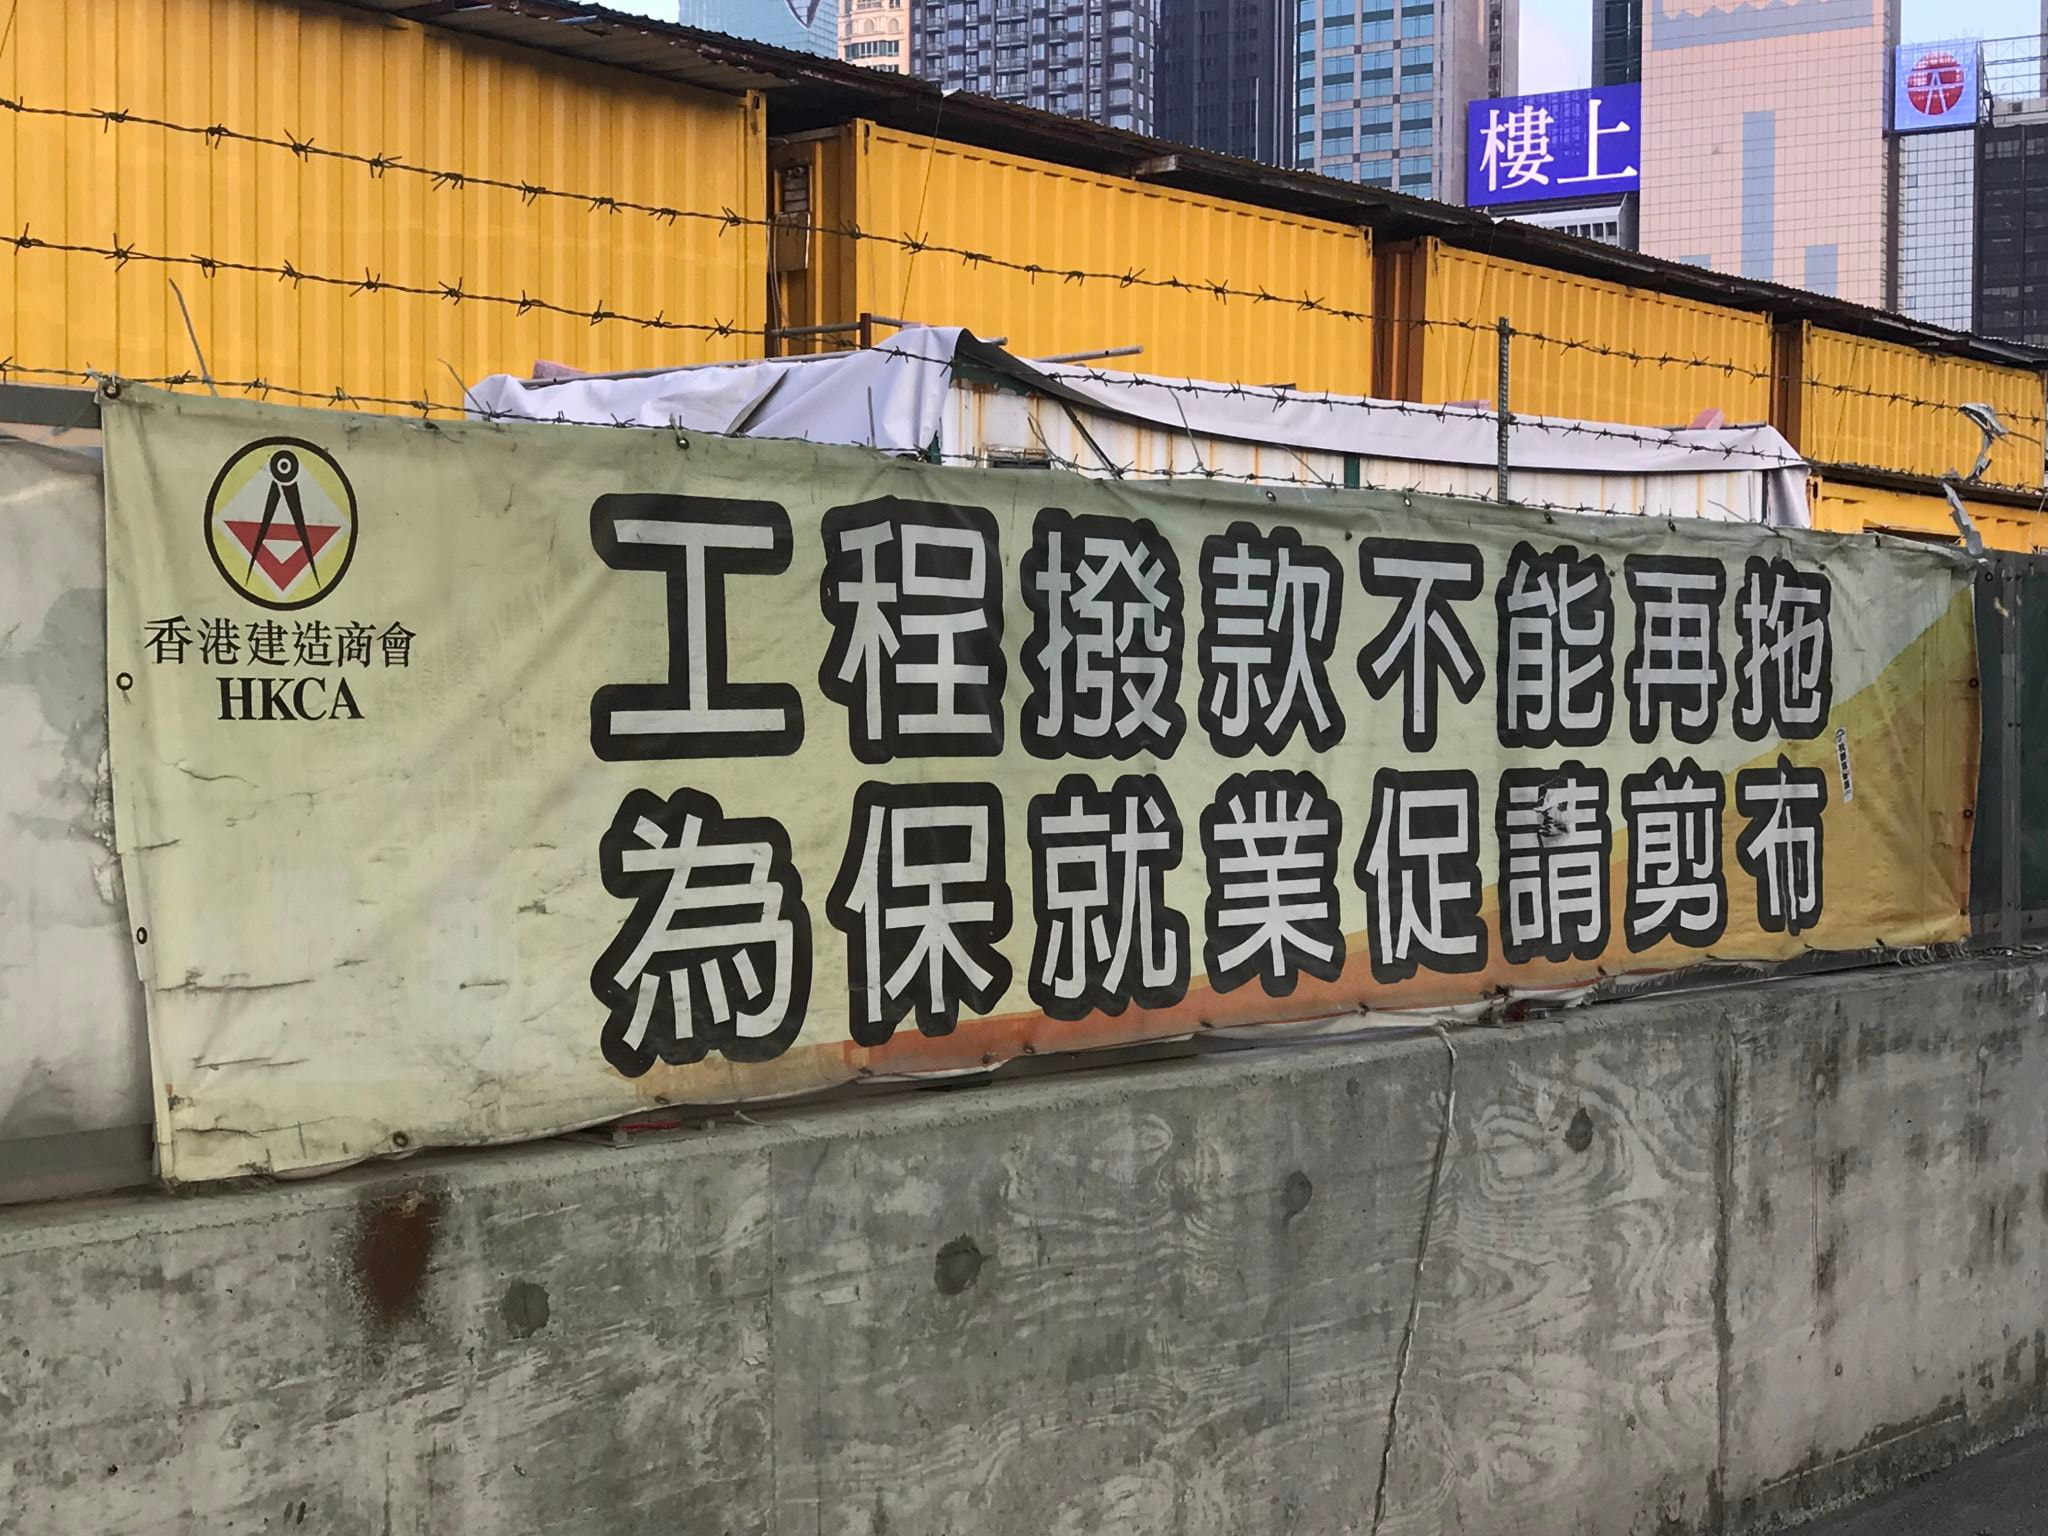 樓上
香港建造商會
HKCA
工程撥款不能再拖
為保就業促請剪布